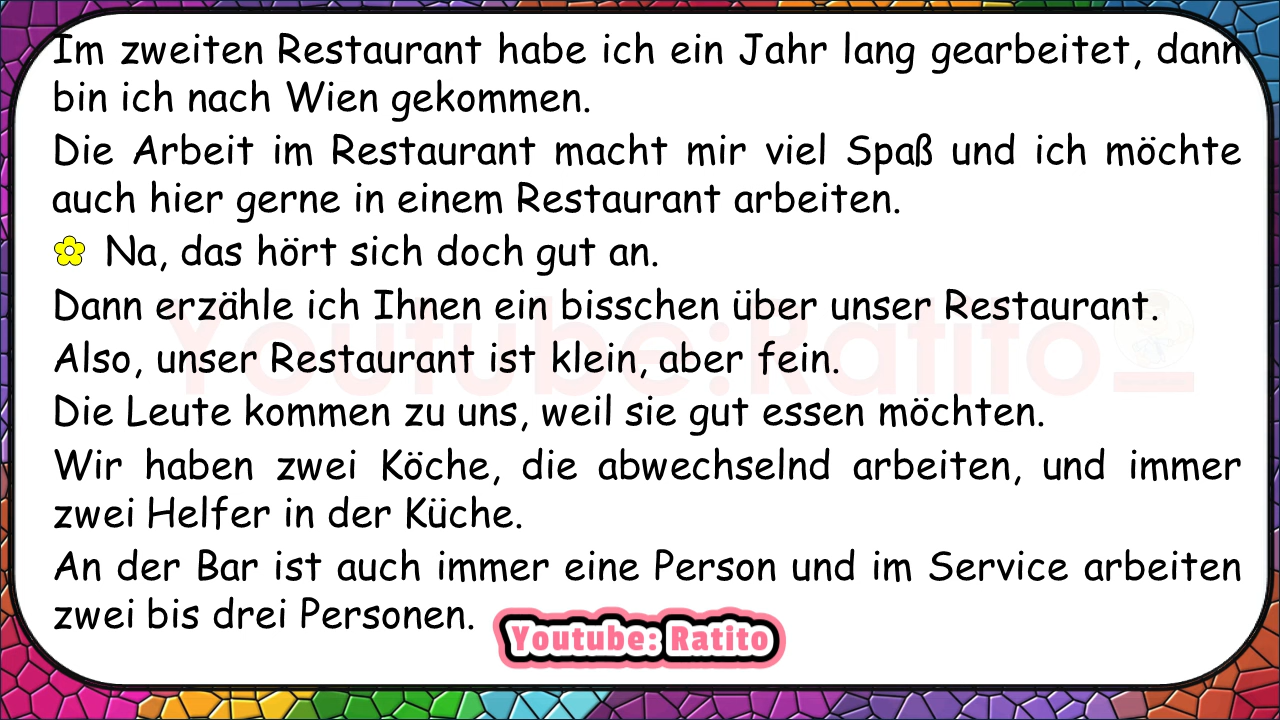 Im zweiten Restaurant habe ich ein Jahr lang gearbeitet, dann
bin ich nach Wien gekommen.
Die Arbeit im Restaurant macht mir viel Spaß und ich möchte
auch hier gerne in einem Restaurant arbeiten.
Na, das hört sich doch gut an.
Dann erzähle ich Ihnen ein bisschen über unser Restaurant.
Youtube:Ratito
Also, unser Restaurant ist klein, aber fein.
Die Leute kommen zu uns, weil sie gut essen möchten.
Wir haben zwei Köche, die abwechselnd arbeiten, und immer
zwei Helfer in der Küche.
An der Bar ist auch immer eine Person und im Service arbeiten
zwei bis drei Personen.
Youtube: Ratito